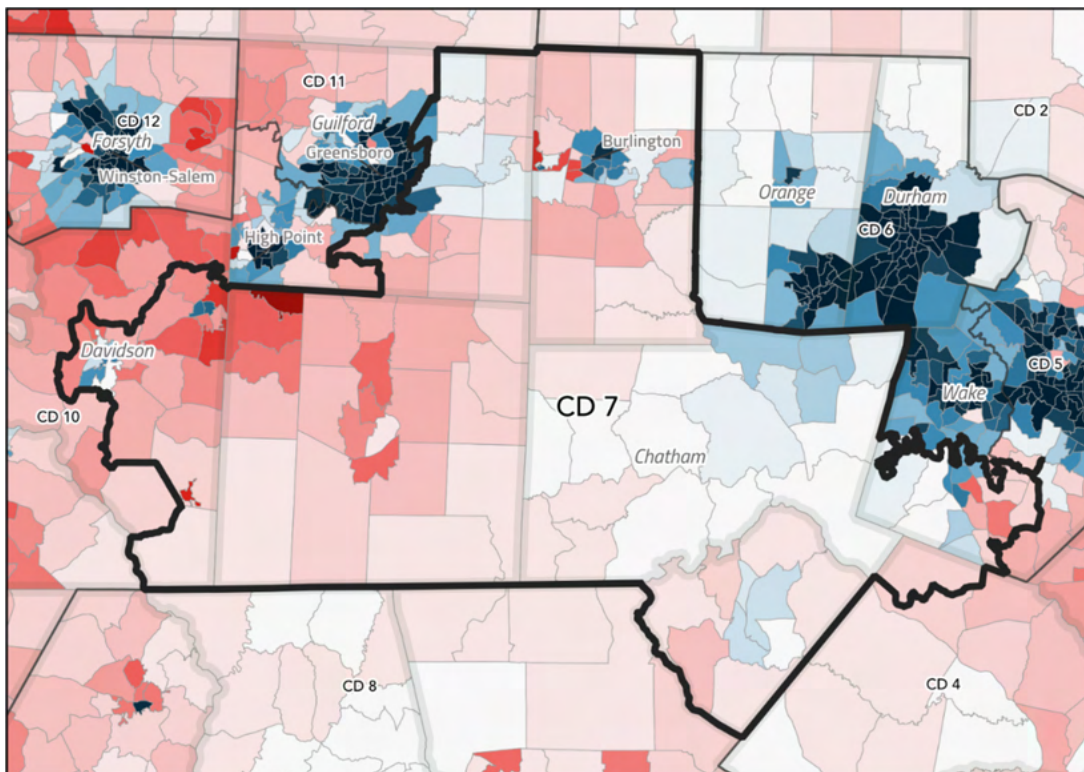 CD 11
CD 2
CD 12
Guilford
Forsyth
Greensboro
Burlington
Winston-Salem
Orange
Durham
CD 6
High Point
Davidson
CD 5
Wake
CD 7
CD 10
Chatham
CD 8
CD 4